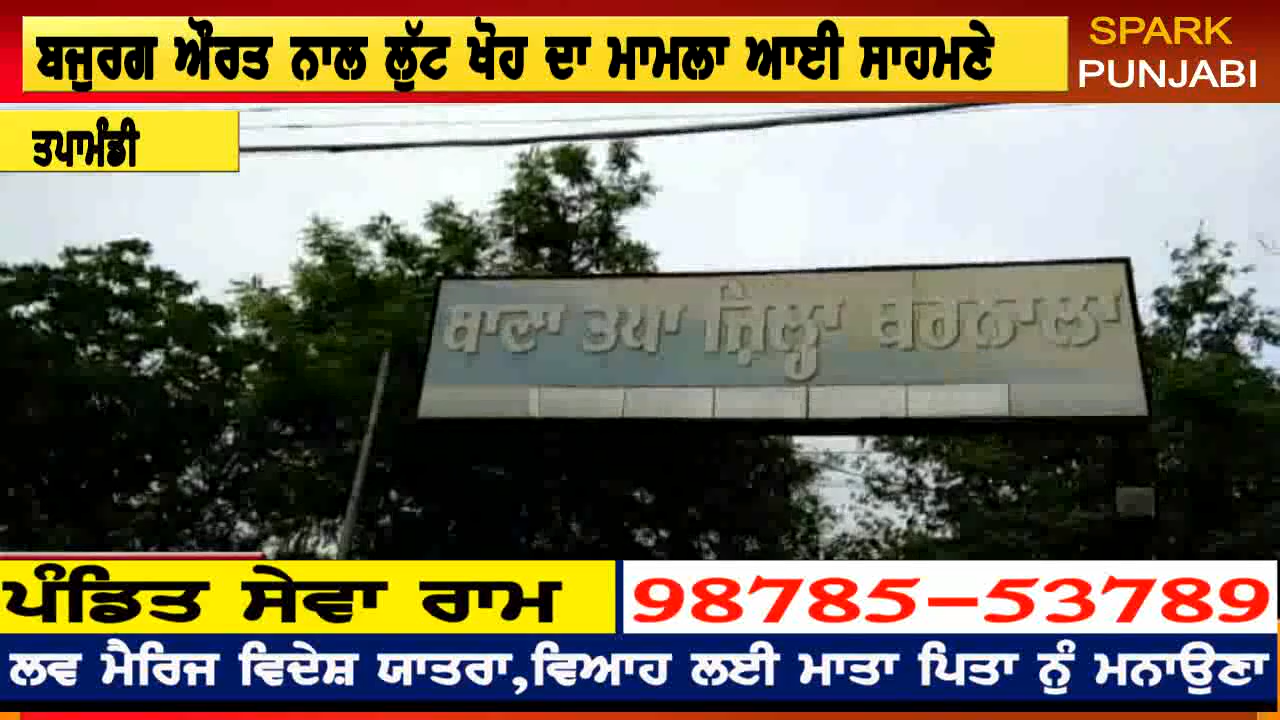 ਬਜੁਰਗ ਔਰਤ ਨਾਲ ਲੁੱਟ ਖੋਹ ਦਾ ਮਾਮਲਾ ਆਈ ਸਾਹਮਣੇ
SPARK
PUNJABI
ਤਪਾਮੰਡੀ
ਥਾਣਾ ਤਪਾ ਜ਼ਿਲ੍ਹਾ ਬਰਨਾਲਾ
ਪੰਡਿਤ ਸੇਵਾ ਰਾਮ
98785-53789
ਲਵ ਮੈਰਿਜ ਵਿਦੇਸ਼ ਯਾਤਰਾ,ਵਿਆਹ ਲਈ ਮਾਤਾ ਪਿਤਾ ਨੂੰ ਮਨਾਉਣਾ